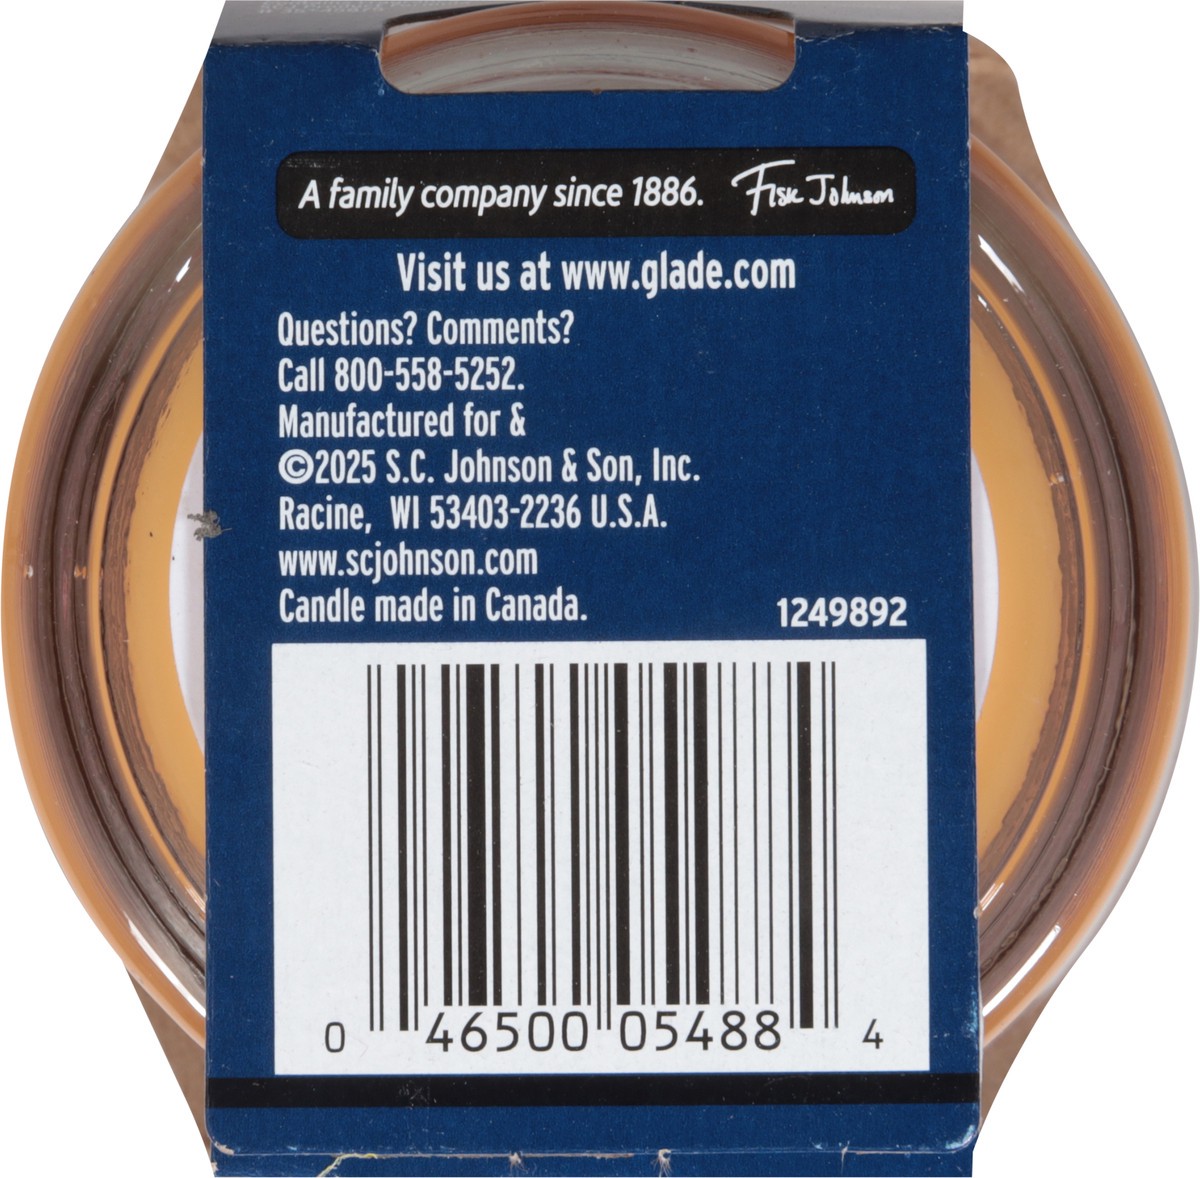 A family company since 1886. Fisk Johnson
Visit us at www.glade.com
Questions? Comments?
Call 800-558-5252.
Manufactured for &
©2025 S.C. Johnson & Son, Inc.
Racine, WI 53403-2236 U.S.A.
www.scjohnson.com
Candle made in Canada.
1249892
0 46500 05488 4